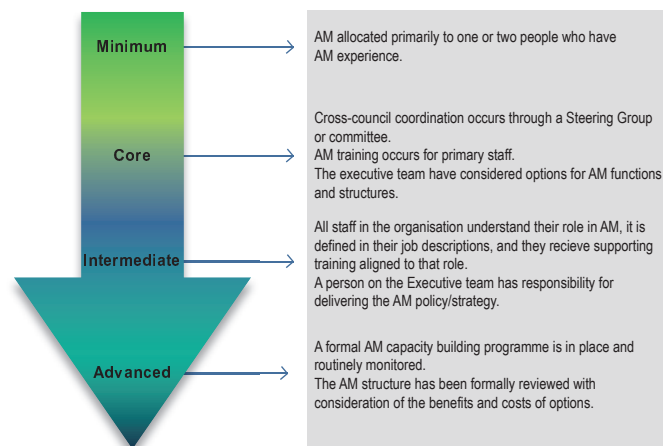 Minimum
AM allocated primarily to one or two people who have
AM experience.
Core
Cross-council coordination occurs through a Steering Group
or committee.
AM training occurs for primary staff.
The executive team have considered options for AM functions
and structures.
Intermediate
All staff in the organisation understand their role in AM, it is
defined in their job descriptions, and they recieve supporting
training aligned to that role.
A person on the Executive team has responsibility for
delivering the AM policy/strategy.
Advanced
A formal AM capacity building programme is in place and
routinely monitored.
The AM structure has been formally reviewed with
consideration of the benefits and costs of options.